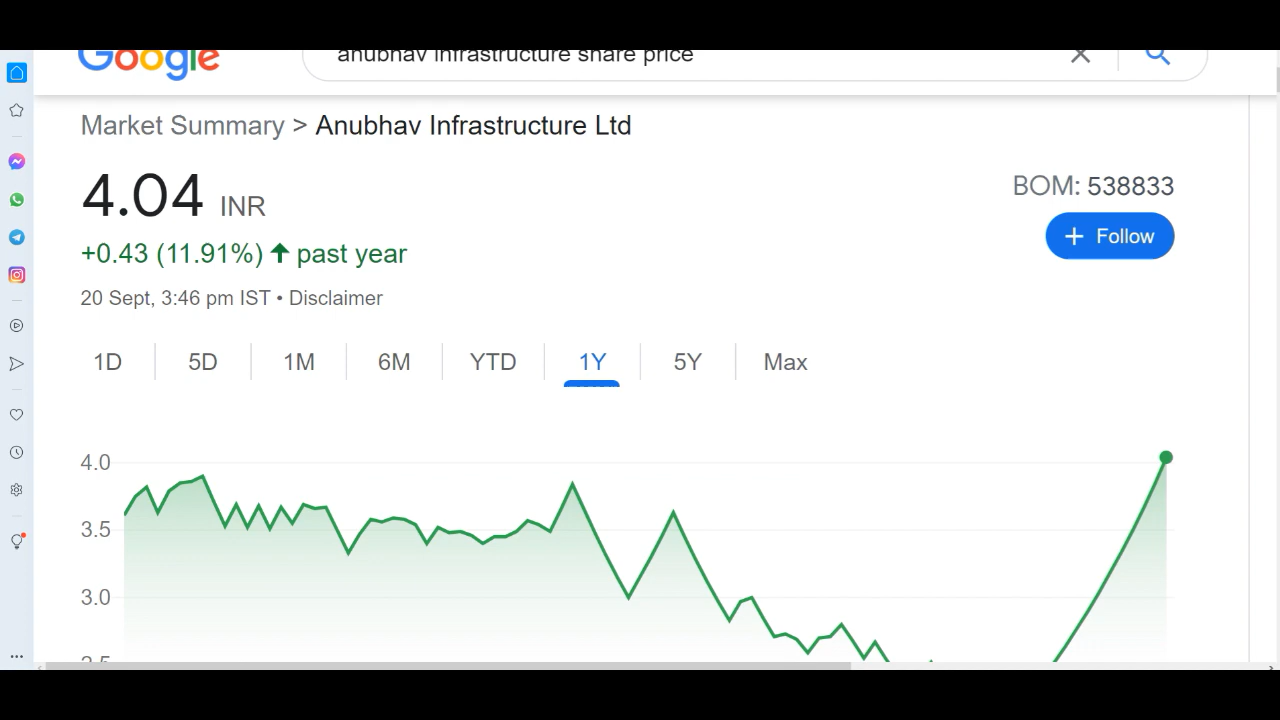 Google
anubhav infrastructure share price
Market Summary > Anubhav Infrastructure Ltd
4.04 INR
BOM: 538833
+ Follow
+0.43 (11.91%) ↑ past year
20 Sept, 3:46 pm IST • Disclaimer
1D 5D 1M 6M YTD 1Y 5Y Max
4.0
3.5
3.0
2.5